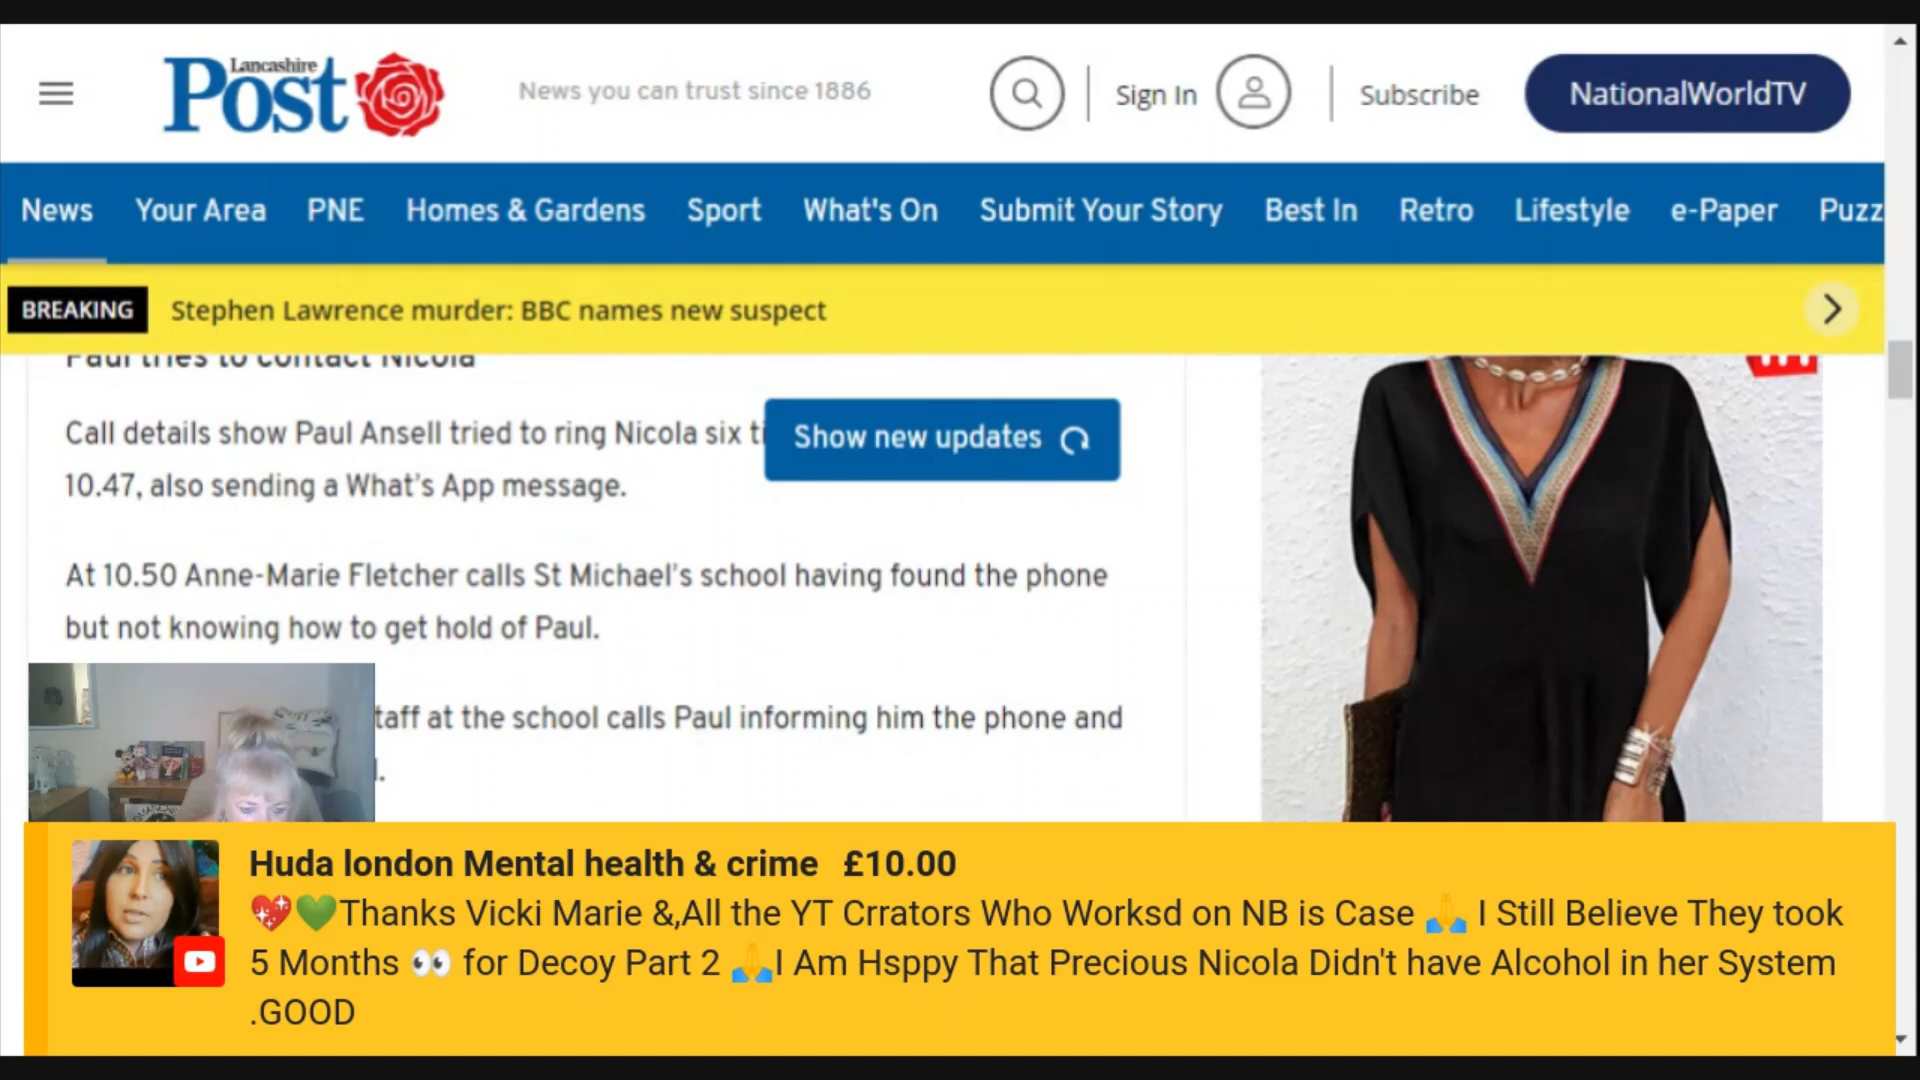 Lancashire
Post
News you can trust since 1886
Sign In
Subscribe
NationalWorldTV
News Your Area PNE Homes & Gardens Sport What's On Submit Your Story Best In Retro Lifestyle e-Paper Puzz
BREAKING Stephen Lawrence murder: BBC names new suspect
Paul tries to contact Nicola
Call details show Paul Ansell tried to ring Nicola six ti
Show new updates
10.47, also sending a What's App message.
At 10.50 Anne-Marie Fletcher calls St Michael's school having found the phone
but not knowing how to get hold of Paul.
taff at the school calls Paul informing him the phone and
Huda london Mental health & crime £10.00
💖💚Thanks Vicki Marie &,All the YT Crrators Who Worksd on NB is Case 🙏 I Still Believe They took
5 Months 👀 for Decoy Part 2 🙏I Am Hsppy That Precious Nicola Didn't have Alcohol in her System
.GOOD